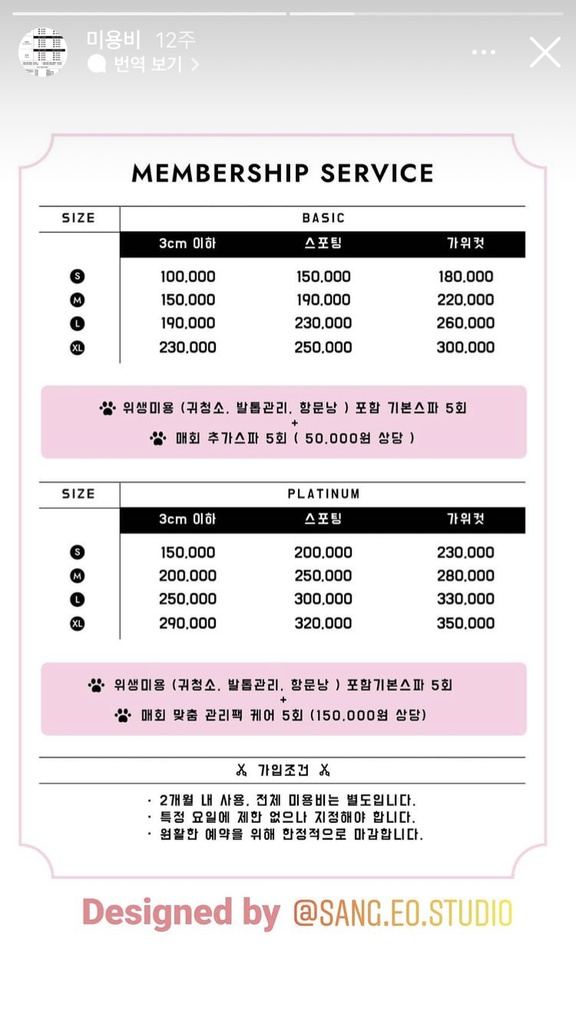 미용비 12주
번역 보기
MEMBERSHIP SERVICE
SIZE BASIC
3cm 이하 스포팅 가위컷
S 100,000 150,000 180,000
M 150,000 190,000 220,000
L 190,000 230,000 260,000
XL 230,000 250,000 300,000
위생미용 (귀청소, 발톱관리, 항문낭 ) 포함 기본스파 5회
+
매회 추가스파 5회 ( 50,000원 상당 )
SIZE PLATINUM
3cm 이하 스포팅 가위컷
S 150,000 200,000 230,000
M 200,000 250,000 280,000
L 250,000 300,000 330,000
XL 290,000 320,000 350,000
위생미용 (귀청소, 발톱관리, 항문낭 ) 포함기본스파 5회
+
매회 맞춤 관리팩 케어 5회 (150,000원 상당)
가입조건
· 2개월 내 사용, 전체 미용비는 별도입니다.
· 특정 요일에 제한 없으나 지정해야 합니다.
· 원활한 예약을 위해 한정적으로 마감합니다.
Designed by @SANG.EO.STUDIO